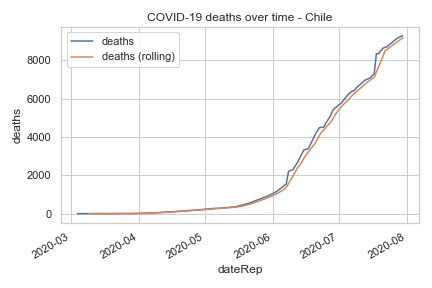 COVID-19 deaths over time - Chile
deaths
deaths (rolling)
8000
6000
4000
2000
0
deaths
2020-03
2020-04
2020-05
2020-06
2020-07
2020-08
dateRep